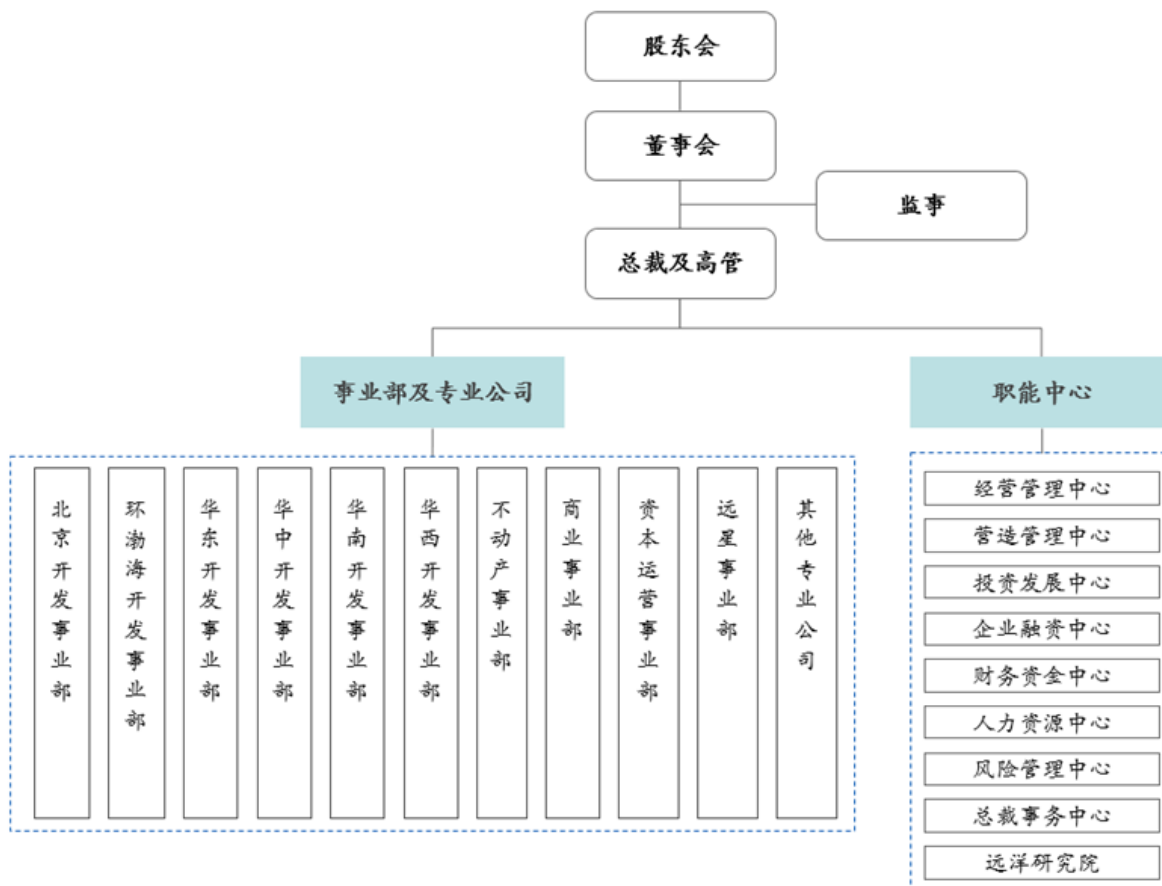 股东会
董事会
监事
总裁及高管
事业部及专业公司
职能中心
北京开发事业部
环渤海开发事业部
华东开发事业部
华中开发事业部
华南开发事业部
华西开发事业部
不动产事业部
商业事业部
资本运营事业部
远星事业部
其他专业公司
经营管理中心
营造管理中心
投资发展中心
企业融资中心
财务资金中心
人力资源中心
风险管理中心
总裁事务中心
远洋研究院